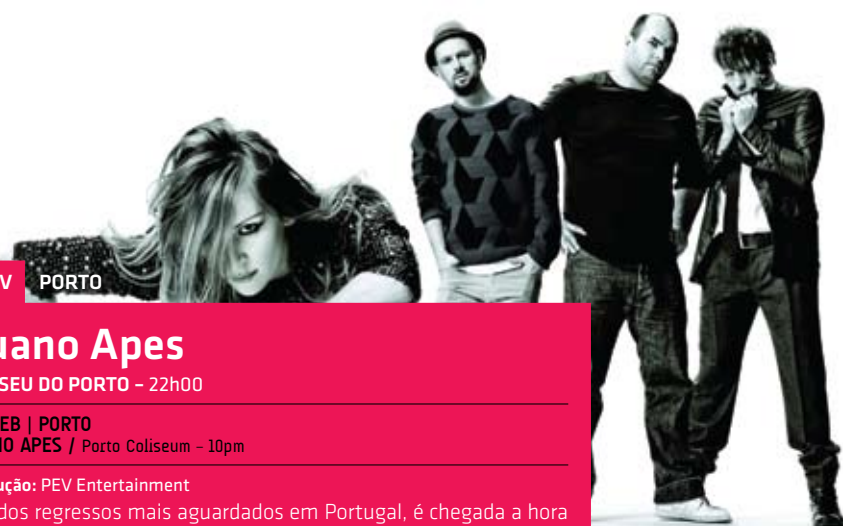 V PORTO
uano Apes
SEU DO PORTO – 22h00
EB | PORTO
IO APES / Porto Coliseum – 10pm
ução: PEV Entertainment
dos regressos mais aguardados em Portugal, é chegada a hora